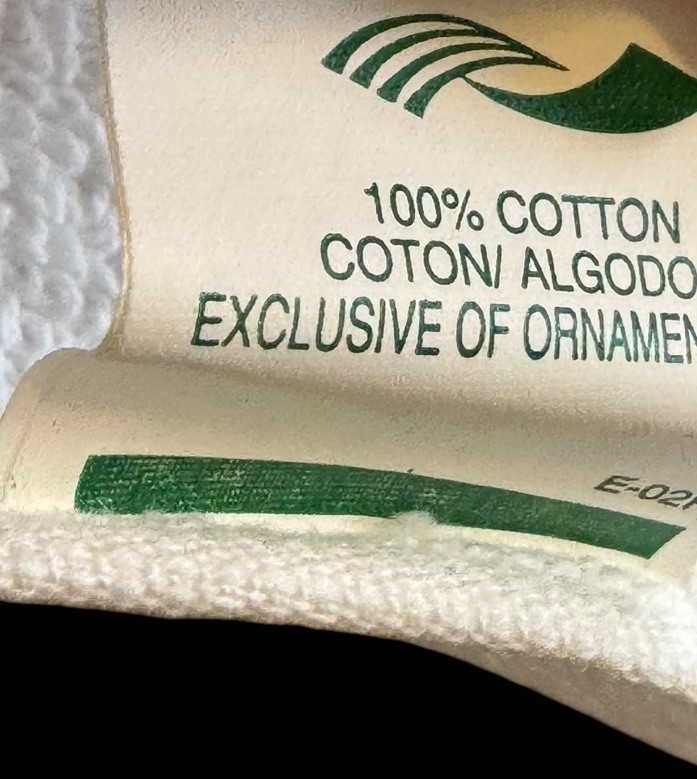 100% COTTON
COTON/ ALGODO
EXCLUSIVE OF ORNAMEN
E-02